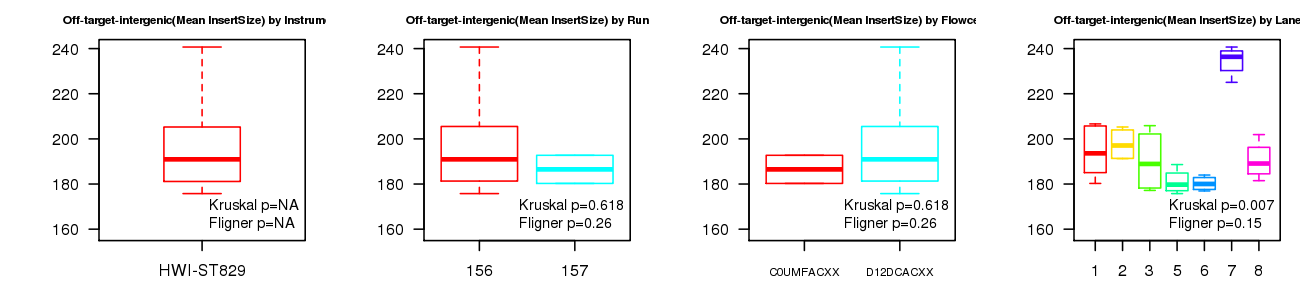 Off-target-intergenic(Mean InsertSize) by Instrum
240
220
200
180
160
Kruskal p=NA
Fligner p=NA
HWI-ST829
Off-target-intergenic(Mean InsertSize) by Run
240
220
200
180
160
Kruskal p=0.618
Fligner p=0.26
156 157
Off-target-intergenic(Mean InsertSize) by Flowce
240
220
200
180
160
Kruskal p=0.618
Fligner p=0.26
C0UMFACXX D12DCACXX
Off-target-intergenic(Mean InsertSize) by Lane
240
220
200
180
160
Kruskal p=0.007
Fligner p=0.15
1 2 3 5 6 7 8